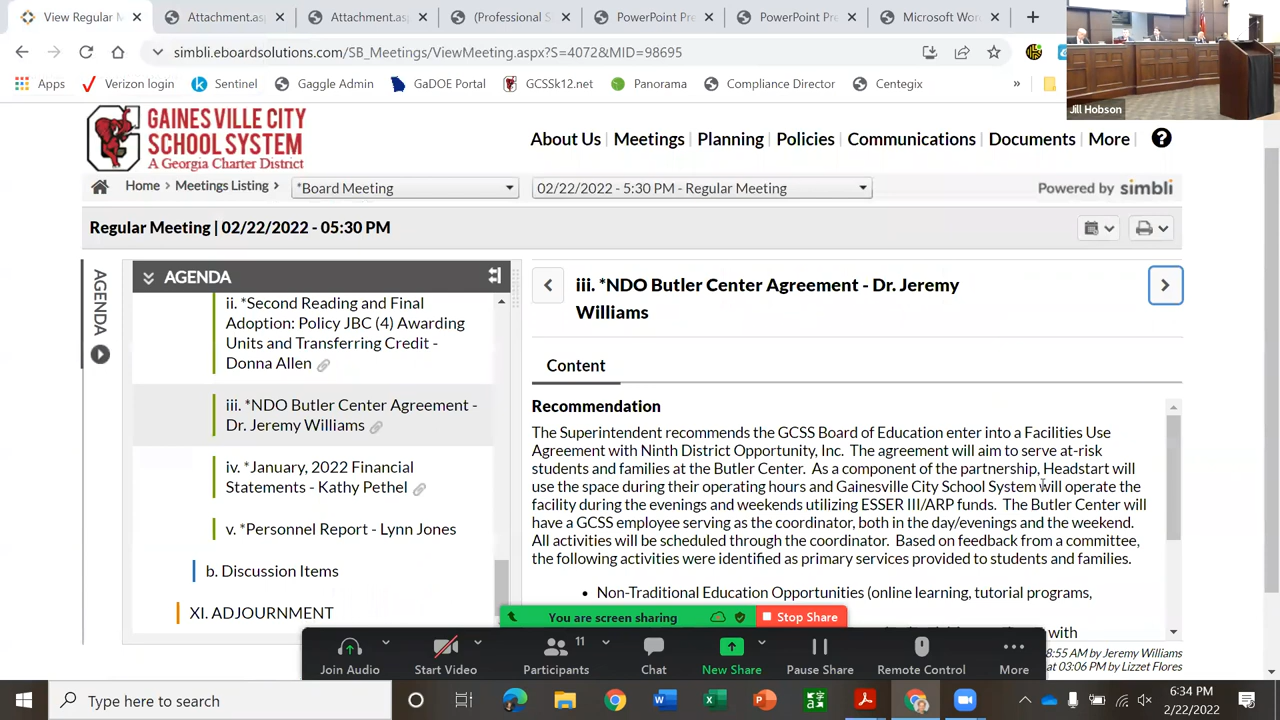 View Regular M
Attachment.as
Attachment.as
(Professional S
PowerPoint Pre
PowerPoint Pre
Microsoft Wor
simbli.eboardsolutions.com/SB_Meetings/ViewMeeting.aspx?S=4072&MID=98695
Apps
Verizon login
Sentinel
Gaggle Admin
GaDOE Portal
GCSSk12.net
Panorama
Compliance Director
Centegix
»
Jill Hobson
GAINESVILLE CITY
SCHOOL SYSTEM
A Georgia Charter District
About Us
Meetings
Planning
Policies
Communications
Documents
More
Home
Meetings Listing
*Board Meeting
02/22/2022 - 5:30 PM - Regular Meeting
Powered by simbli
Regular Meeting | 02/22/2022 - 05:30 PM
AGENDA
AGENDA
ii. *Second Reading and Final
Adoption: Policy JBC (4) Awarding
Units and Transferring Credit -
Donna Allen
iii. *NDO Butler Center Agreement -
Dr. Jeremy Williams
iv. *January, 2022 Financial
Statements - Kathy Pethel
v. *Personnel Report - Lynn Jones
b. Discussion Items
XI. ADJOURNMENT
iii. *NDO Butler Center Agreement - Dr. Jeremy
Williams
Content
Recommendation
The Superintendent recommends the GCSS Board of Education enter into a Facilities Use
Agreement with Ninth District Opportunity, Inc.  The agreement will aim to serve at-risk
students and families at the Butler Center.  As a component of the partnership, Headstart will
use the space during their operating hours and Gainesville City School System will operate the
facility during the evenings and weekends utilizing ESSER III/ARP funds.  The Butler Center will
have a GCSS employee serving as the coordinator, both in the day/evenings and the weekend.
All activities will be scheduled through the coordinator.  Based on feedback from a committee,
the following activities were identified as primary services provided to students and families.
• Non-Traditional Education Opportunities (online learning, tutorial programs,
with
8:55 AM by Jeremy Williams
at 03:06 PM by Lizzet Flores
You are screen sharing
Stop Share
Join Audio
Start Video
Participants
11
Chat
New Share
Pause Share
Remote Control
More
Type here to search
6:34 PM
2/22/2022